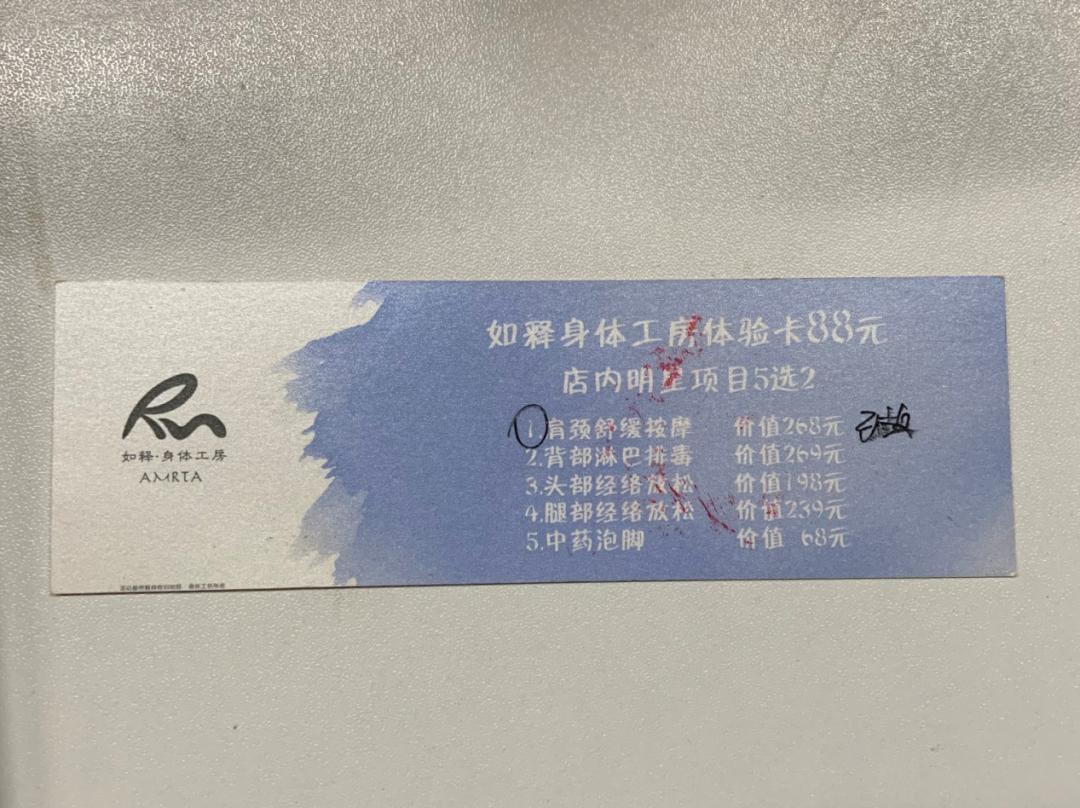 如释·身体工房
AMRTA
如释身体工房体验卡88元
店内明星项目5选2
1.肩颈舒缓按摩 价值268元
2.背部淋巴排毒 价值269元
3.头部经络放松 价值198元
4.腿部经络放松 价值239元
5.中药泡脚 价值 68元